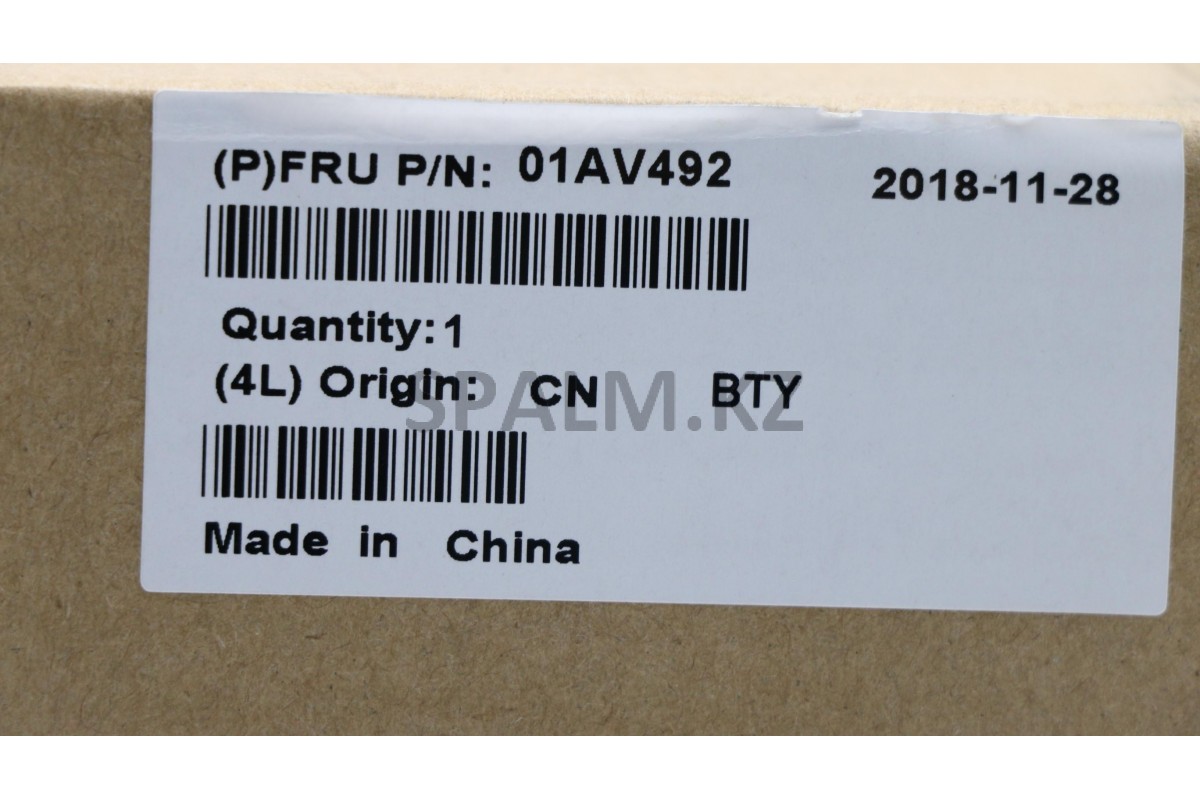 (P)FRU P/N: 01AV492 2018-11-28
Quantity:1
(4L) Origin: CN BTY
SPALM.KZ
Made in China